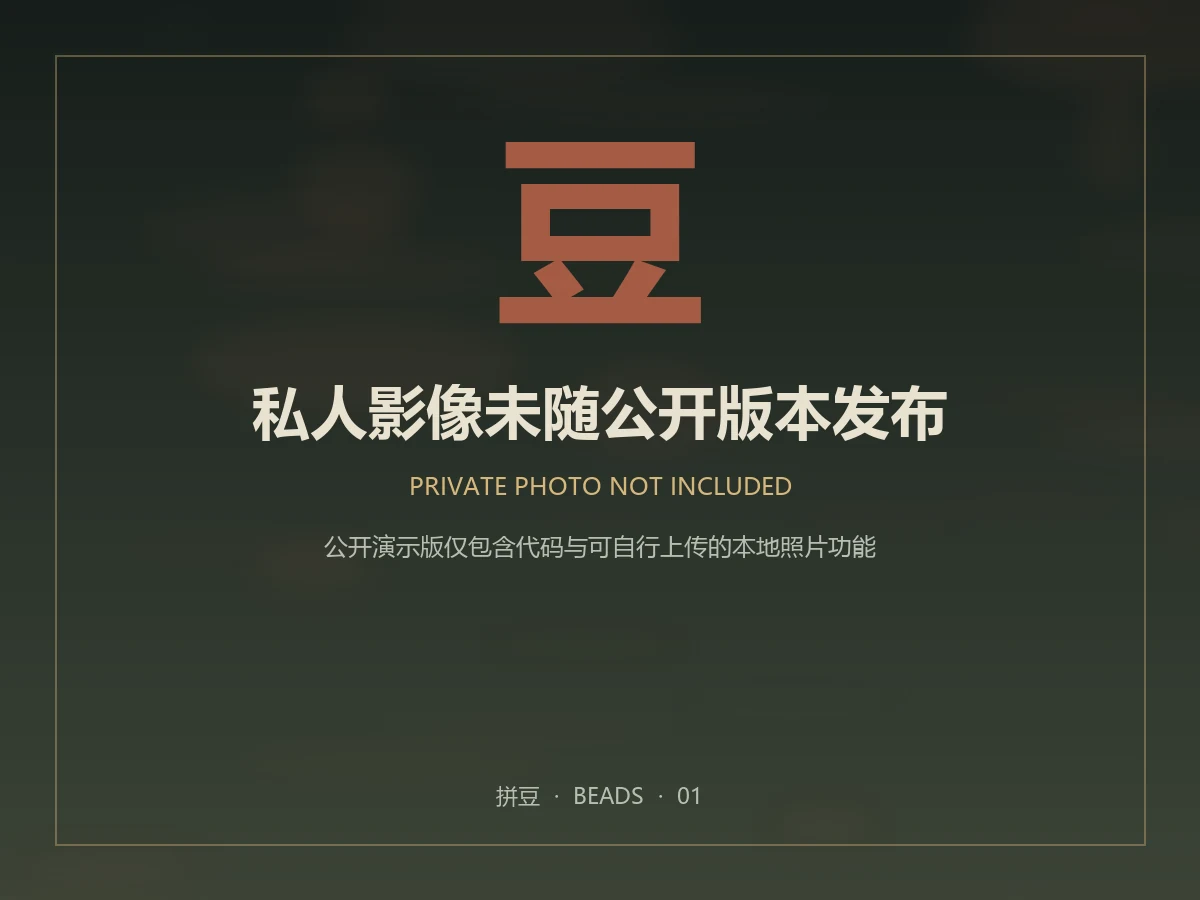 豆
私人影像未随公开版本发布
PRIVATE PHOTO NOT INCLUDED
公开演示版仅包含代码与可自行上传的本地照片功能
拼豆 · BEADS · 01